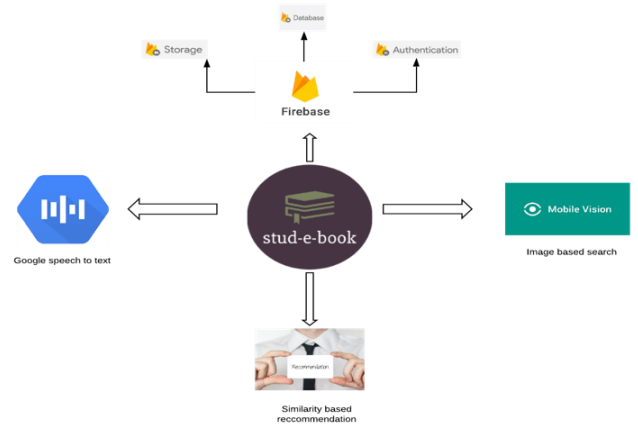 Database
Storage
Authentication
Firebase
stud-e-book
Mobile Vision
Google speech to text
Image based search
Recommendation
Similarity based
reccommendation